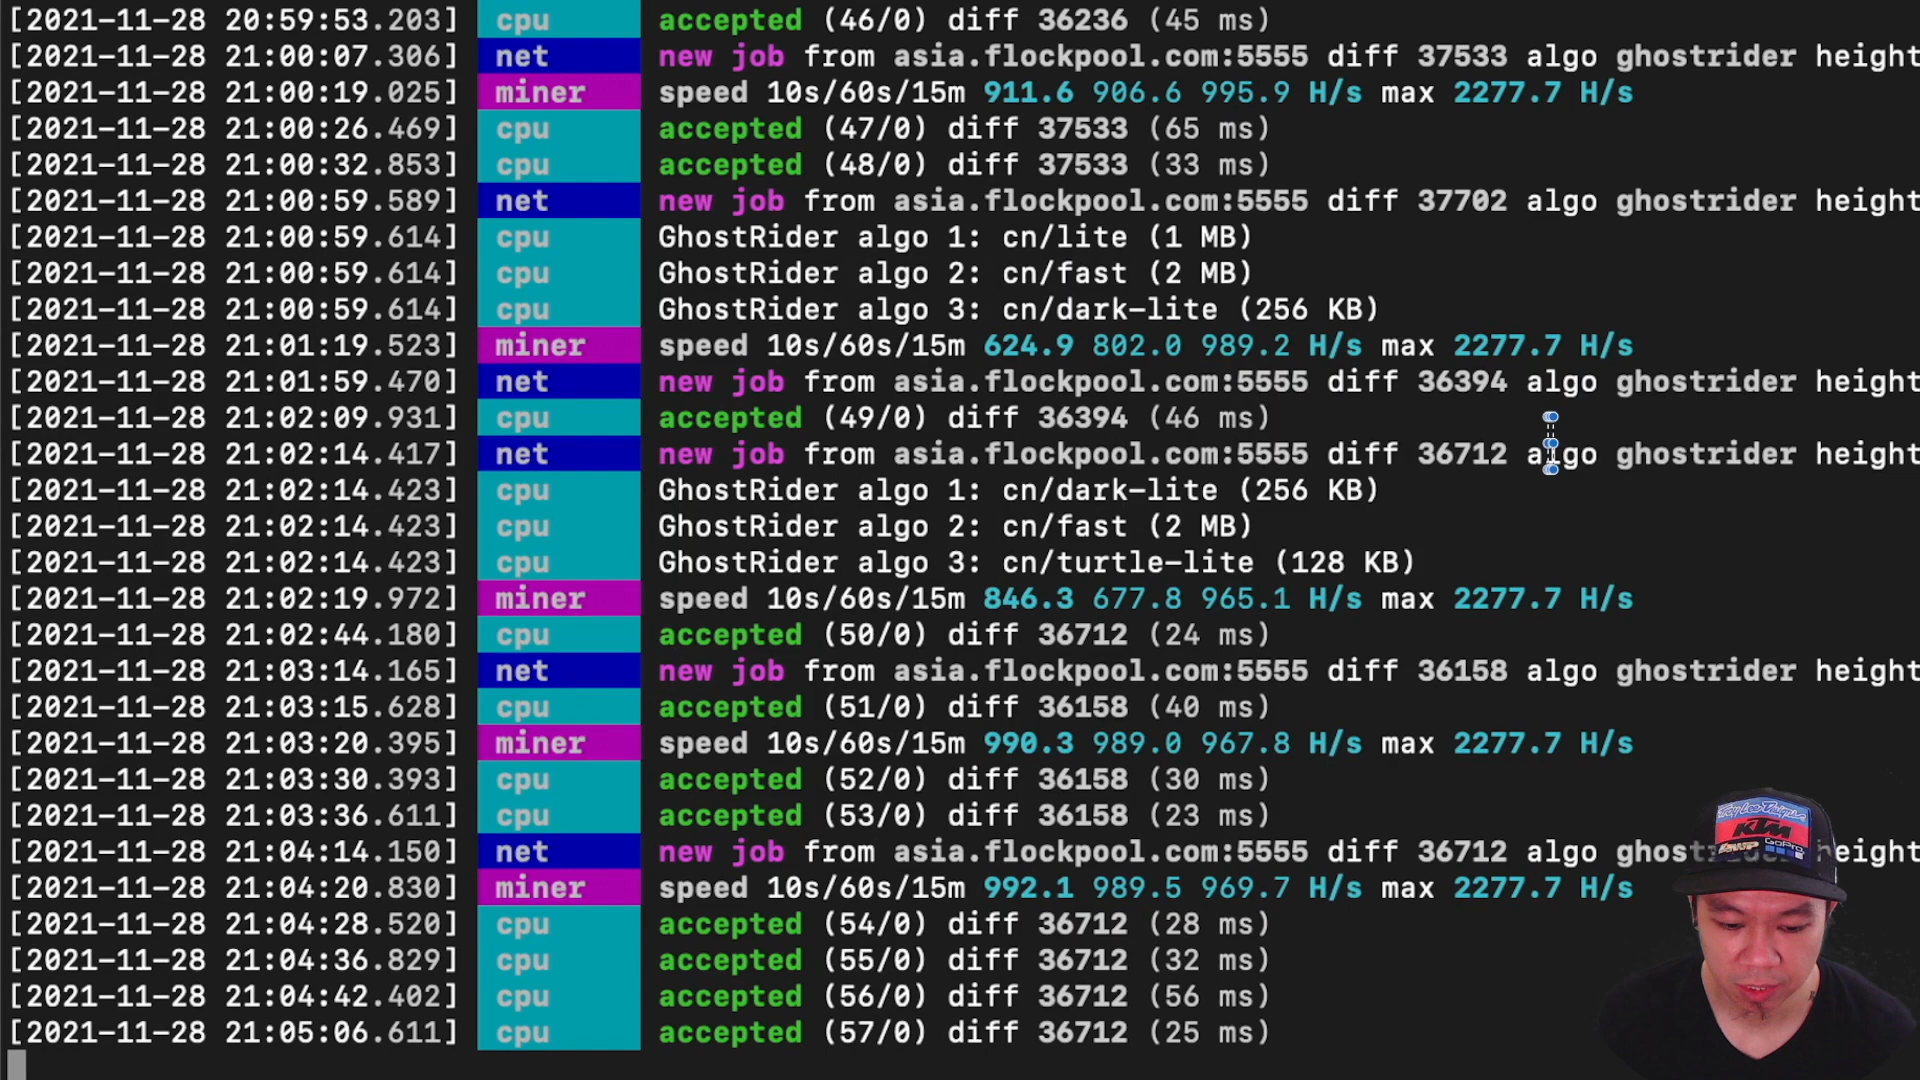 [2021-11-28 20:59:53.203] cpu accepted (46/0) diff 36236 (45 ms)
[2021-11-28 21:00:07.306] net new job from asia.flockpool.com:5555 diff 37533 algo ghostrider height
[2021-11-28 21:00:19.025] miner speed 10s/60s/15m 911.6 906.6 995.9 H/s max 2277.7 H/s
[2021-11-28 21:00:26.469] cpu accepted (47/0) diff 37533 (65 ms)
[2021-11-28 21:00:32.853] cpu accepted (48/0) diff 37533 (33 ms)
[2021-11-28 21:00:59.589] net new job from asia.flockpool.com:5555 diff 37702 algo ghostrider height
[2021-11-28 21:00:59.614] cpu GhostRider algo 1: cn/lite (1 MB)
[2021-11-28 21:00:59.614] cpu GhostRider algo 2: cn/fast (2 MB)
[2021-11-28 21:00:59.614] cpu GhostRider algo 3: cn/dark-lite (256 KB)
[2021-11-28 21:01:19.523] miner speed 10s/60s/15m 624.9 802.0 989.2 H/s max 2277.7 H/s
[2021-11-28 21:01:59.470] net new job from asia.flockpool.com:5555 diff 36394 algo ghostrider height
[2021-11-28 21:02:09.931] cpu accepted (49/0) diff 36394 (46 ms)
[2021-11-28 21:02:14.417] net new job from asia.flockpool.com:5555 diff 36712 algo ghostrider height
[2021-11-28 21:02:14.423] cpu GhostRider algo 1: cn/dark-lite (256 KB)
[2021-11-28 21:02:14.423] cpu GhostRider algo 2: cn/fast (2 MB)
[2021-11-28 21:02:14.423] cpu GhostRider algo 3: cn/turtle-lite (128 KB)
[2021-11-28 21:02:19.972] miner speed 10s/60s/15m 846.3 677.8 965.1 H/s max 2277.7 H/s
[2021-11-28 21:02:44.180] cpu accepted (50/0) diff 36712 (24 ms)
[2021-11-28 21:03:14.165] net new job from asia.flockpool.com:5555 diff 36158 algo ghostrider height
[2021-11-28 21:03:15.628] cpu accepted (51/0) diff 36158 (40 ms)
[2021-11-28 21:03:20.395] miner speed 10s/60s/15m 990.3 989.0 967.8 H/s max 2277.7 H/s
[2021-11-28 21:03:30.393] cpu accepted (52/0) diff 36158 (30 ms)
[2021-11-28 21:03:36.611] cpu accepted (53/0) diff 36158 (23 ms)
[2021-11-28 21:04:14.150] net new job from asia.flockpool.com:5555 diff 36712 algo ghostrider height
[2021-11-28 21:04:20.830] miner speed 10s/60s/15m 992.1 989.5 969.7 H/s max 2277.7 H/s
[2021-11-28 21:04:28.520] cpu accepted (54/0) diff 36712 (28 ms)
[2021-11-28 21:04:36.829] cpu accepted (55/0) diff 36712 (32 ms)
[2021-11-28 21:04:42.402] cpu accepted (56/0) diff 36712 (56 ms)
[2021-11-28 21:05:06.611] cpu accepted (57/0) diff 36712 (25 ms)
Troy Lee Designs
KTM
GoPro